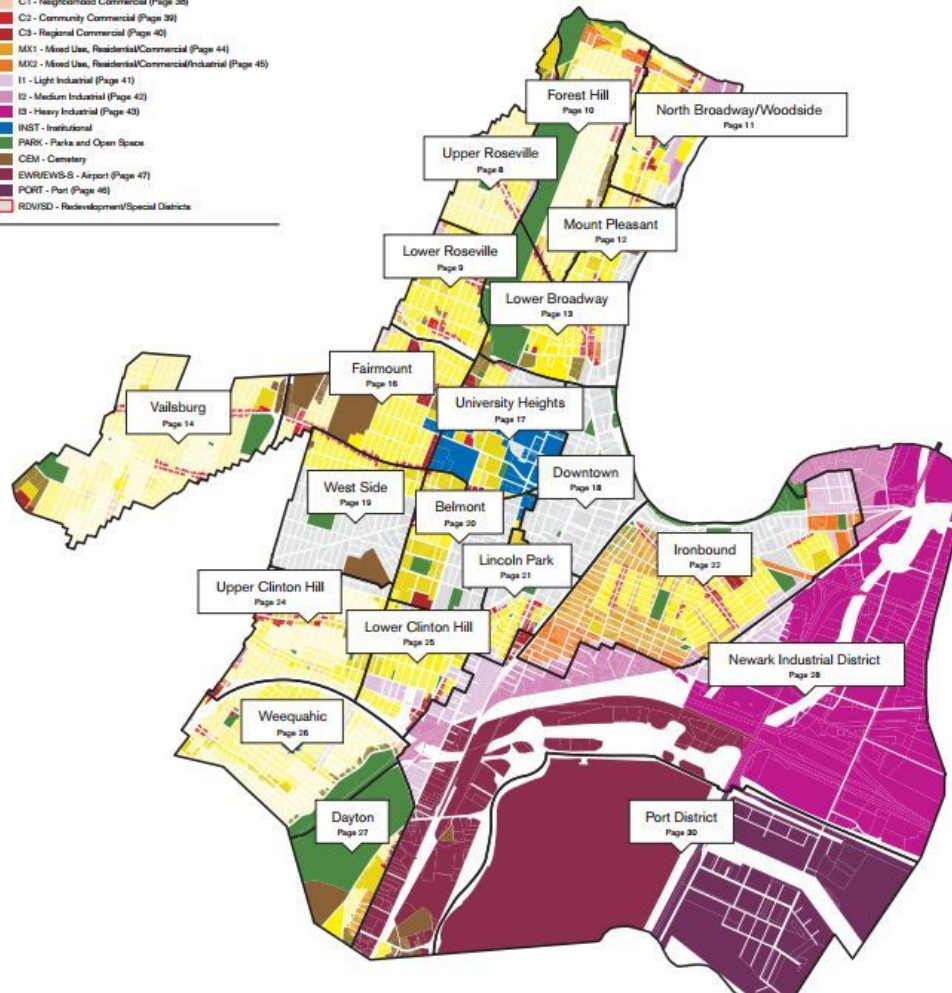 C1 - Neighborhood Commercial (Page 38)
C2 - Community Commercial (Page 39)
C3 - Regional Commercial (Page 40)
MX1 - Mixed Use, Residential/Commercial (Page 44)
MX2 - Mixed Use, Residential/Commercial/Industrial (Page 45)
I1 - Light Industrial (Page 41)
I2 - Medium Industrial (Page 42)
I3 - Heavy Industrial (Page 43)
INST - Institutional
PARK - Parks and Open Space
CEM - Cemetery
EWR/EWS-S - Airport (Page 47)
PORT - Port (Page 46)
RDV/SD - Redevelopment/Special Districts
Forest Hill
Page 10
North Broadway/Woodside
Page 11
Upper Roseville
Page 8
Mount Pleasant
Page 12
Lower Roseville
Page 9
Lower Broadway
Page 13
Fairmount
Page 16
Vailsburg
Page 14
University Heights
Page 17
Downtown
Page 18
West Side
Page 19
Belmont
Page 20
Ironbound
Page 22
Lincoln Park
Page 21
Upper Clinton Hill
Page 24
Lower Clinton Hill
Page 25
Newark Industrial District
Page 28
Weequahic
Page 26
Dayton
Page 27
Port District
Page 30